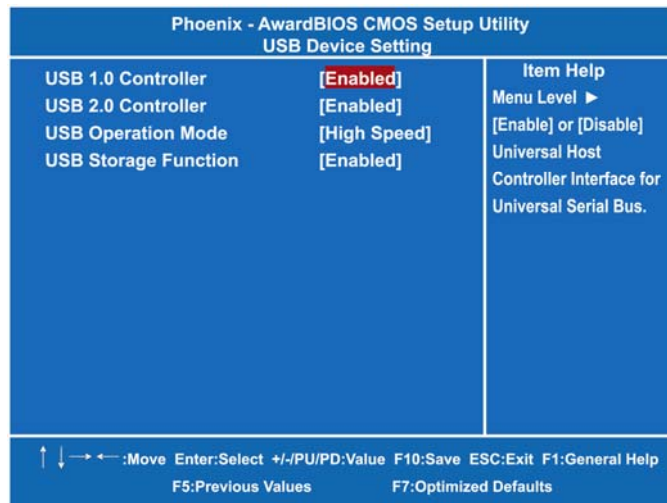 Phoenix - AwardBIOS CMOS Setup Utility
USB Device Setting
USB 1.0 Controller [Enabled]
USB 2.0 Controller [Enabled]
USB Operation Mode [High Speed]
USB Storage Function [Enabled]
Item Help
Menu Level ►
[Enable] or [Disable]
Universal Host
Controller Interface for
Universal Serial Bus.
↑ ↓ → ← :Move Enter:Select +/-/PU/PD:Value F10:Save ESC:Exit F1:General Help
F5:Previous Values F7:Optimized Defaults